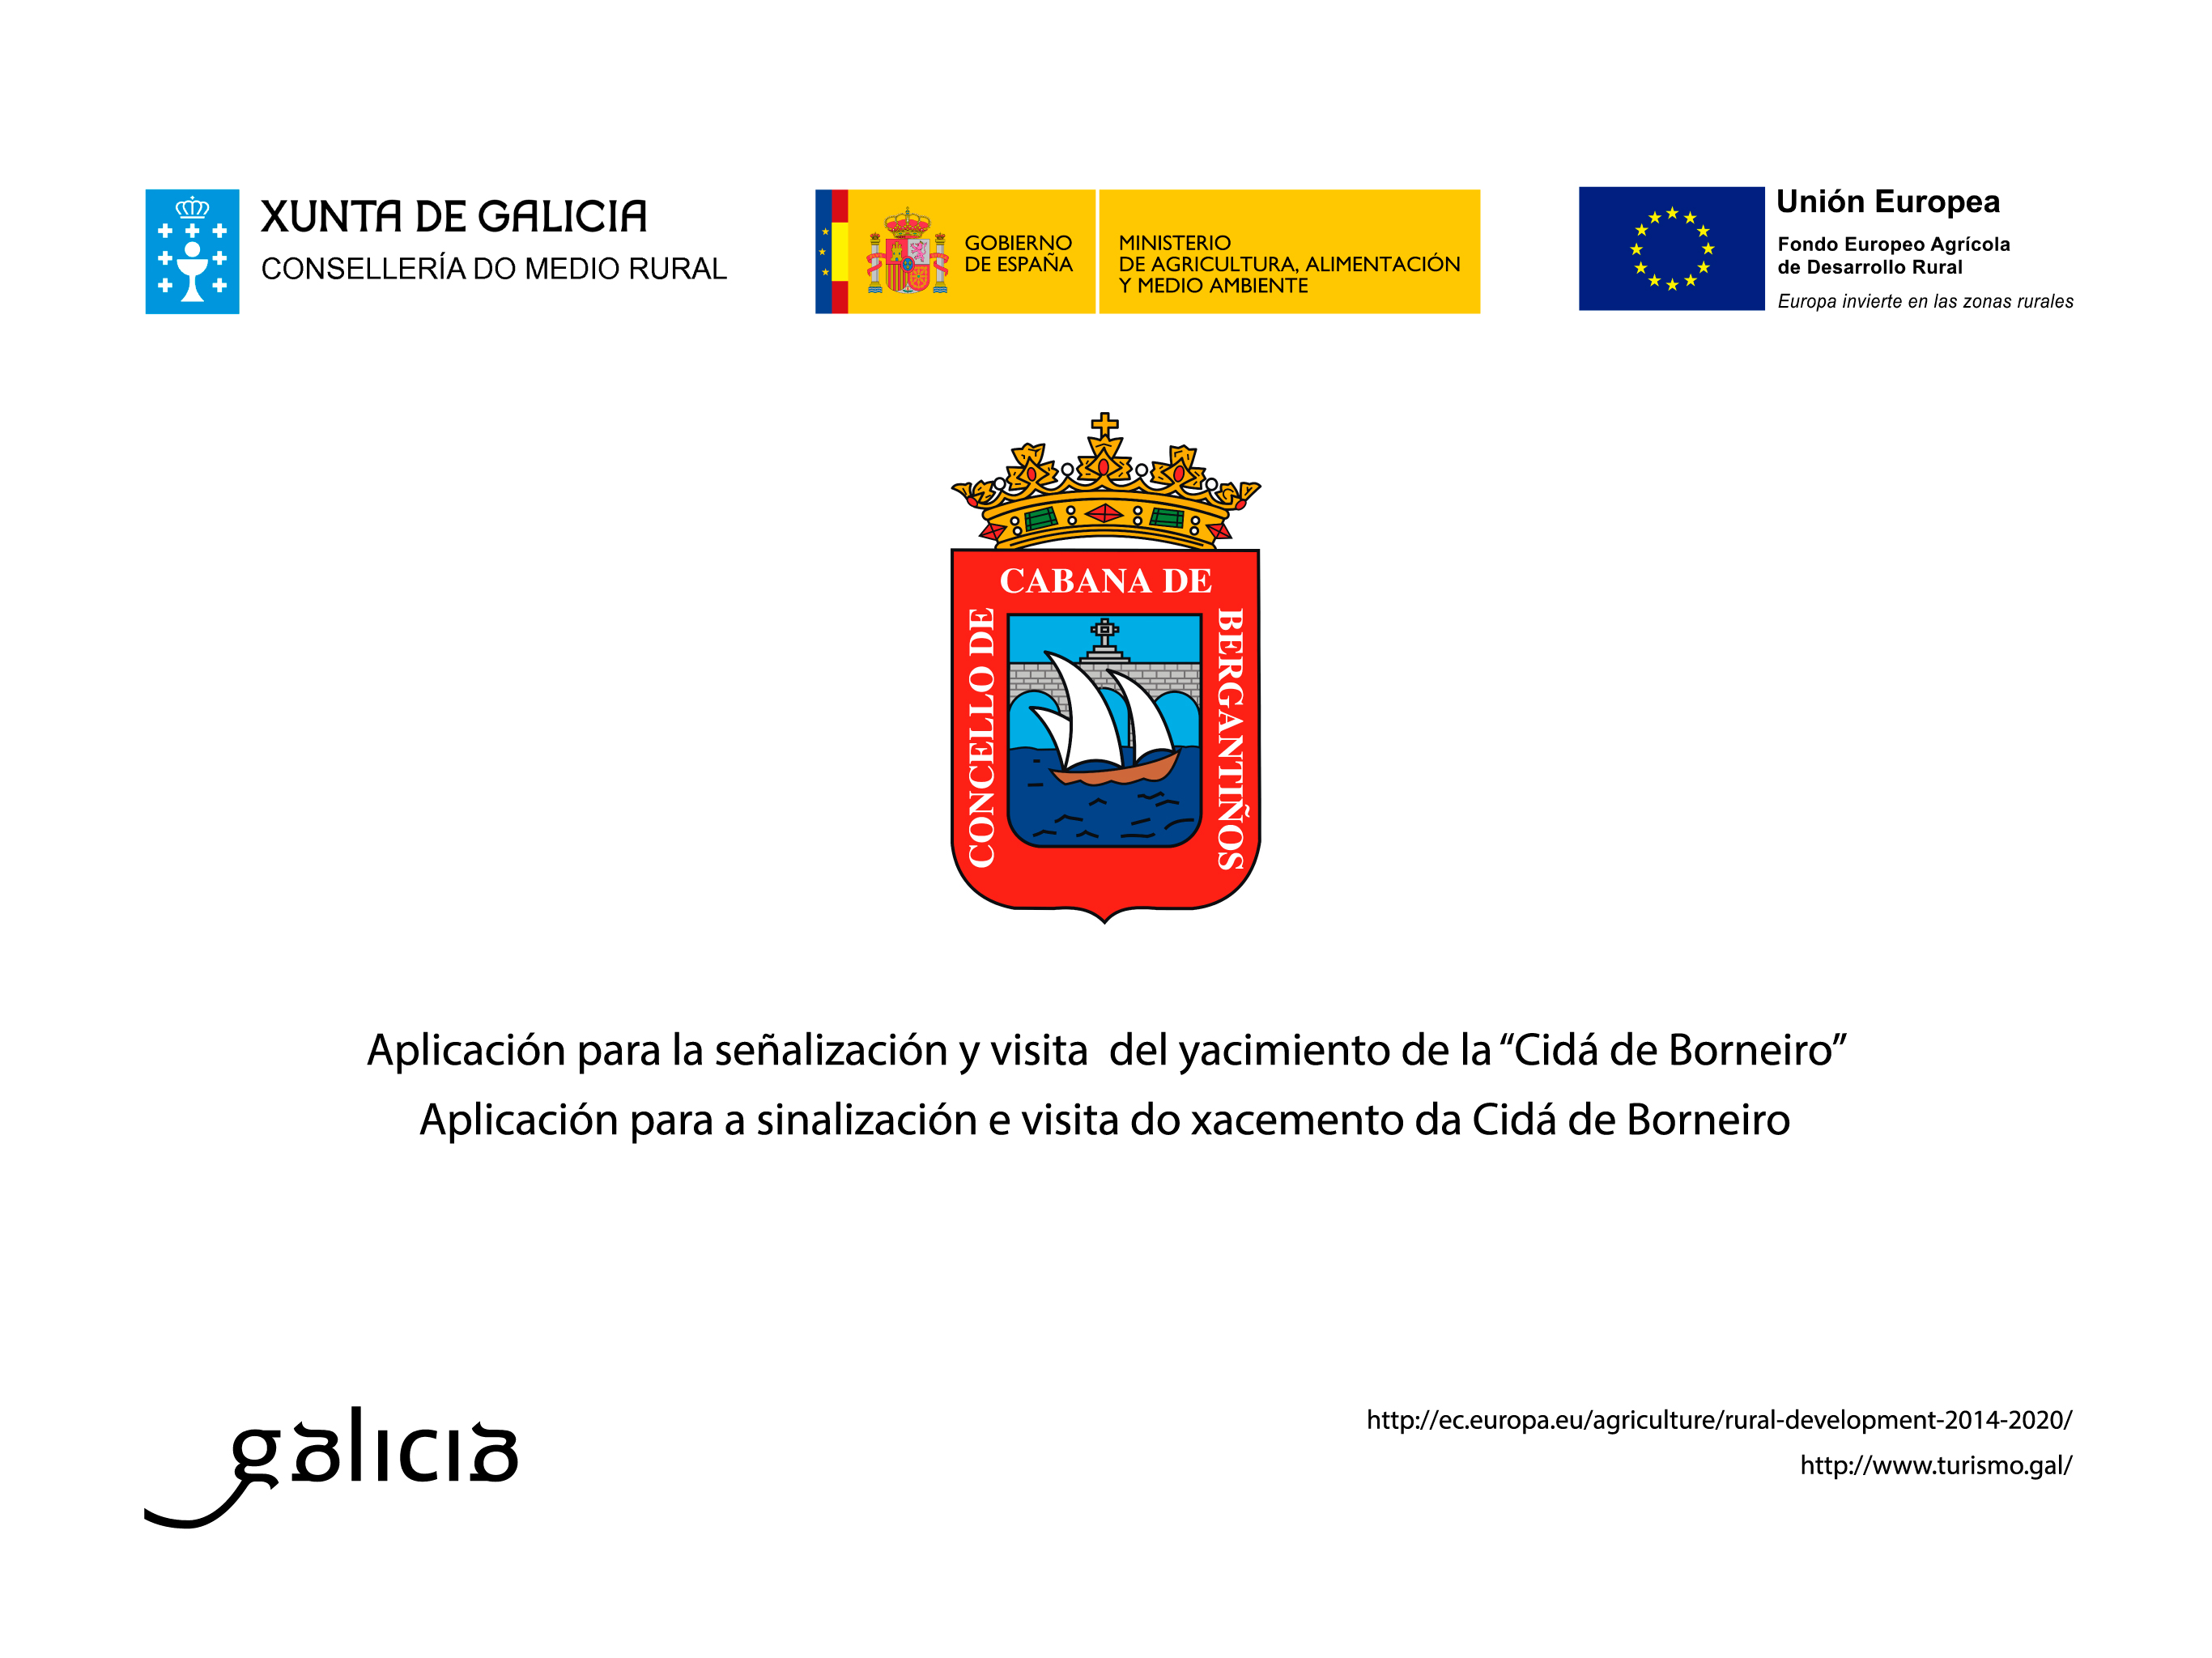 XUNTA DE GALICIA
CONSELLERÍA DO MEDIO RURAL
GOBIERNO
DE ESPAÑA
MINISTERIO
DE AGRICULTURA, ALIMENTACIÓN
Y MEDIO AMBIENTE
Unión Europea
Fondo Europeo Agrícola
de Desarrollo Rural
Europa invierte en las zonas rurales
CONCELLO DE
CABANA DE
BERGANTIÑOS
Aplicación para la señalización y visita del yacimiento de la “Cidá de Borneiro”
Aplicación para a sinalización e visita do xacemento da Cidá de Borneiro
galicia
http://ec.europa.eu/agriculture/rural-development-2014-2020/
http://www.turismo.gal/